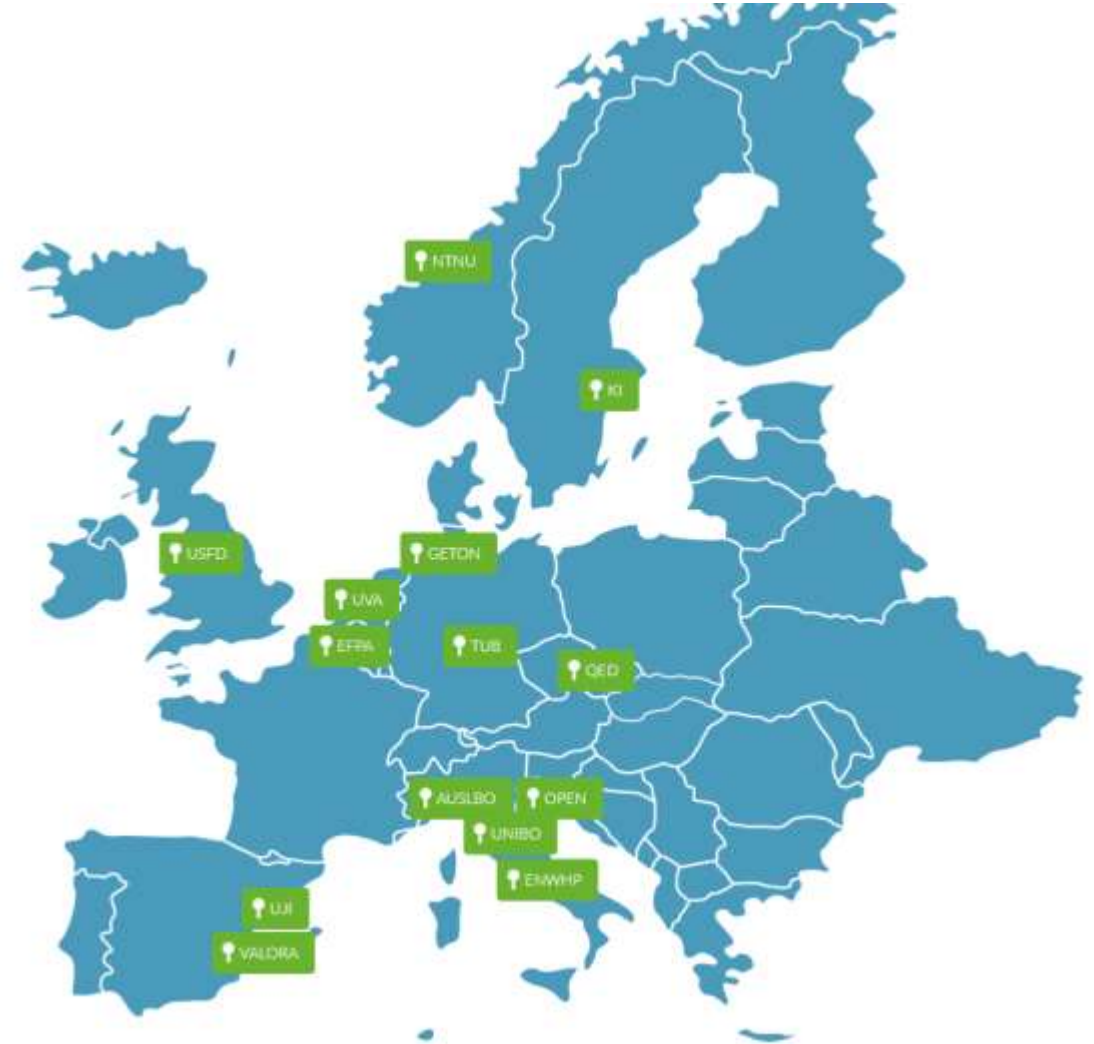 NTNU
KI
USFD
GETON
UVA
EFPA
TUB
QED
AUSLBO
OPEN
UNIBO
ENWHP
UJI
VALORA